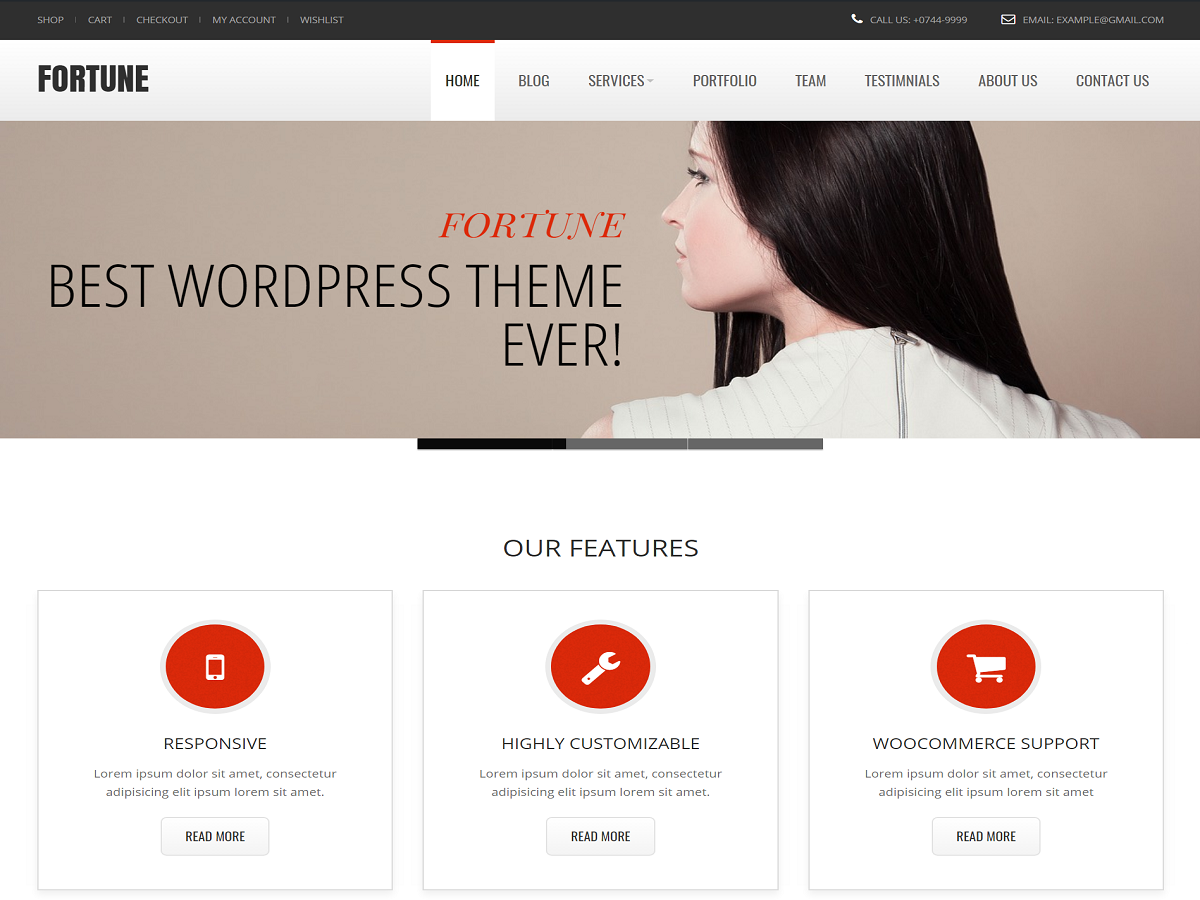 SHOP CART CHECKOUT MY ACCOUNT WISHLIST CALL US: +0744-9999 EMAIL: EXAMPLE@GMAIL.COM
FORTUNE HOME BLOG SERVICES PORTFOLIO TEAM TESTIMNIALS ABOUT US CONTACT US
FORTUNE
BEST WORDPRESS THEME
EVER!
OUR FEATURES
RESPONSIVE
Lorem ipsum dolor sit amet, consectetur
adipisicing elit ipsum lorem sit amet.
READ MORE
HIGHLY CUSTOMIZABLE
Lorem ipsum dolor sit amet, consectetur
adipisicing elit ipsum lorem sit amet.
READ MORE
WOOCOMMERCE SUPPORT
Lorem ipsum dolor sit amet, consectetur
adipisicing elit ipsum lorem sit amet
READ MORE